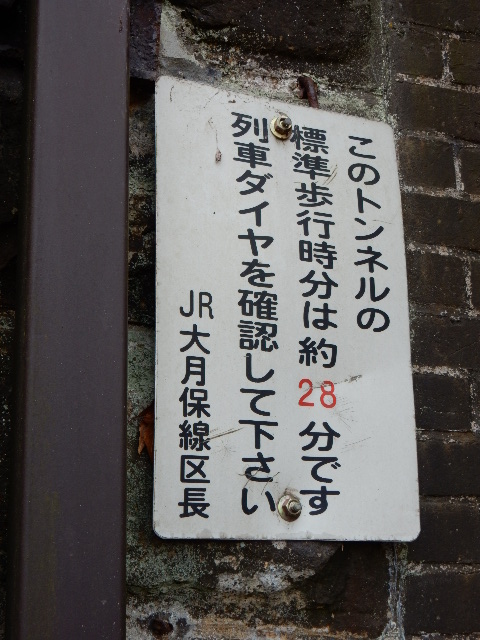 このトンネルの
標準歩行時分は約28分です
列車ダイヤを確認して下さい
JR大月保線区長